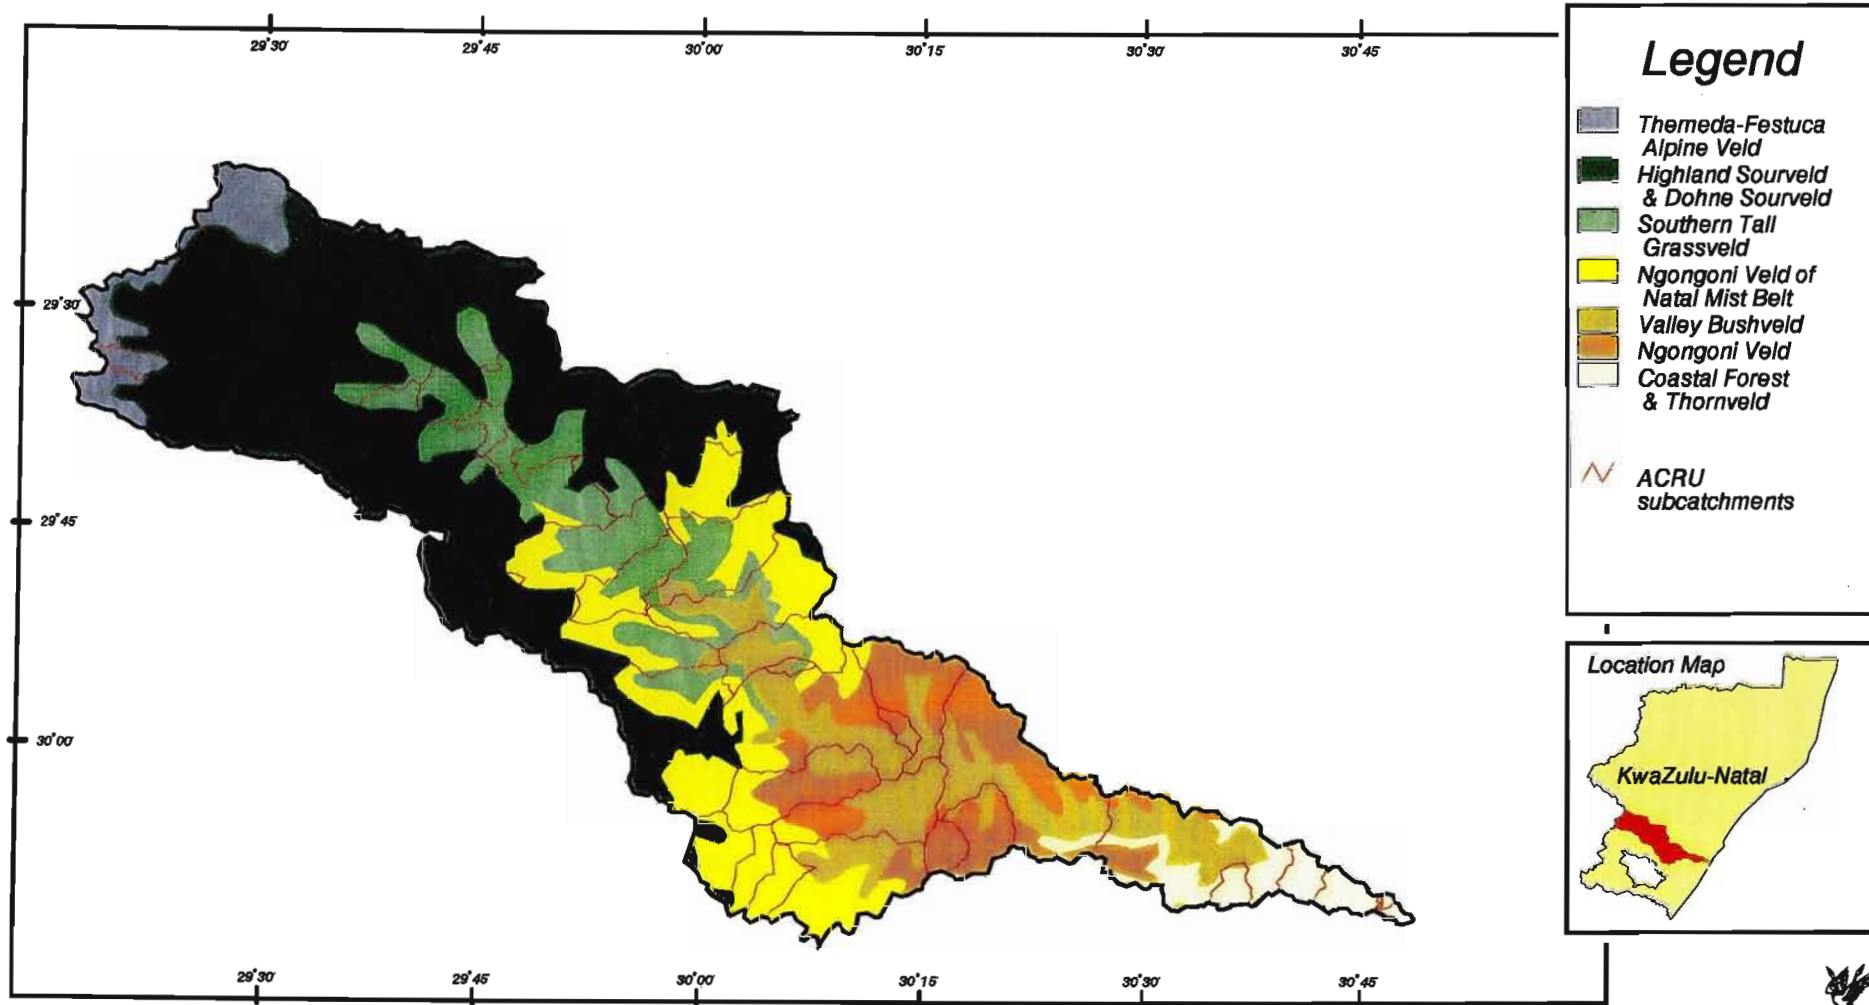 29°30'
29°45
30°00'
30°15
30°30'
30°45
29°30'
29°45
30°00'
29°30'
29°45
30°00'
30°15
30°30'
30°45
Legend
Themeda-Festuca
Alpine Veld
Highland Sourveld
& Dohne Sourveld
Southern Tall
Grassveld
Ngongoni Veld of
Natal Mist Belt
Valley Bushveld
Ngongoni Veld
Coastal Forest
& Thornveld
ACRU
subcatchments
Location Map
KwaZulu-Natal